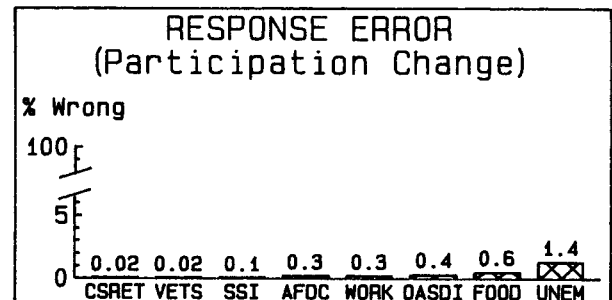 RESPONSE ERROR
(Participation Change)
% Wrong
100
5
0
0.02 0.02 0.1 0.3 0.3 0.4 0.6 1.4
CSRET VETS SSI AFDC WORK OASDI FOOD UNEM